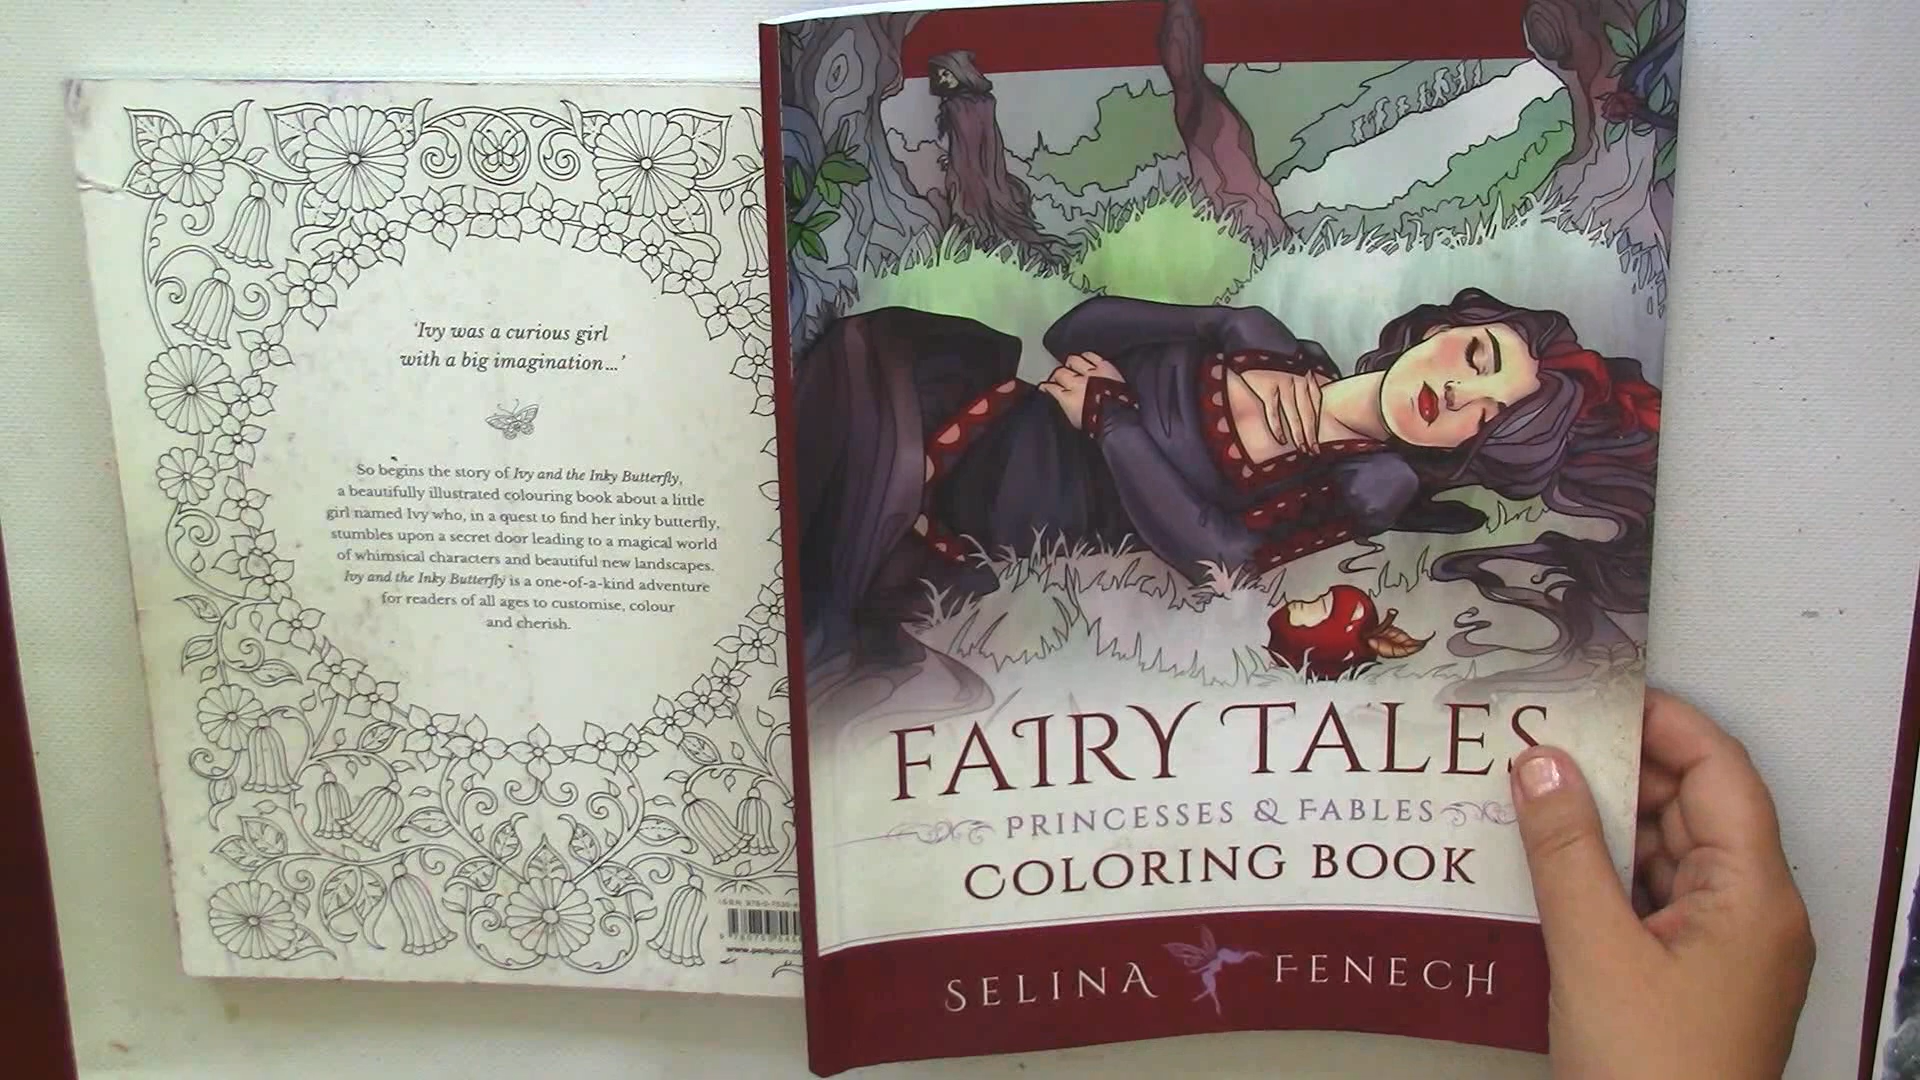 'Ivy was a curious girl
with a big imagination...'
So begins the story of Ivy and the Inky Butterfly,
a beautifully illustrated colouring book about a little
girl named Ivy who, in a quest to find her inky butterfly,
stumbles upon a secret door leading to a magical world
of whimsical characters and beautiful new landscapes.
Ivy and the Inky Butterfly is a one-of-a-kind adventure
for readers of all ages to customise, colour
and cherish.
FAIRY TALES
PRINCESSES & FABLES
COLORING BOOK
SELINA FENECH